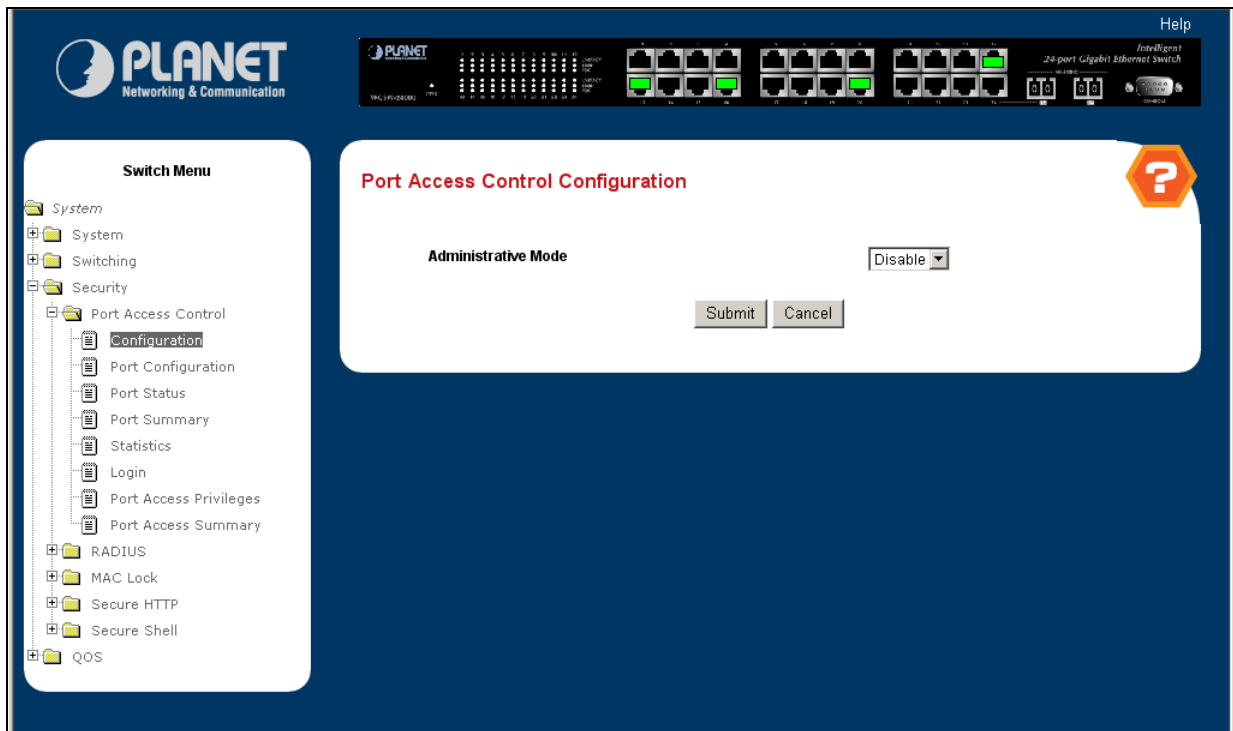 Help
PLANET
Networking & Communication
PLANET
Intelligent
24-port Gigabit Ethernet Switch
CONSOLE
Switch Menu
System
System
Switching
Security
Port Access Control
Configuration
Port Configuration
Port Status
Port Summary
Statistics
Login
Port Access Privileges
Port Access Summary
RADIUS
MAC Lock
Secure HTTP
Secure Shell
QOS
Port Access Control Configuration
?
Administrative Mode
Disable
Submit Cancel